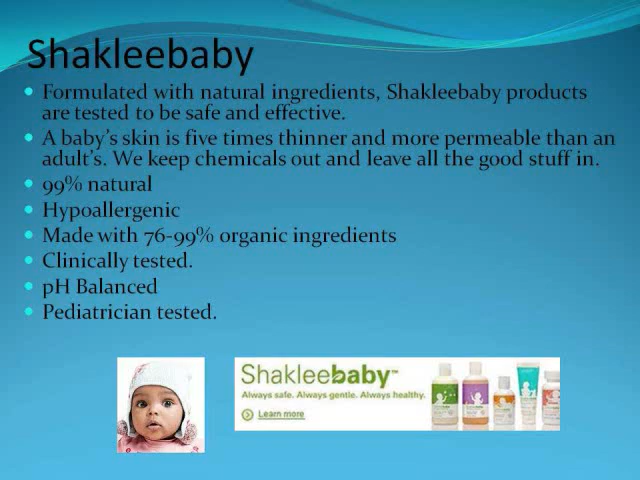 Shakleebaby
Formulated with natural ingredients, Shakleebaby products
are tested to be safe and effective.
A baby's skin is five times thinner and more permeable than an
adult's. We keep chemicals out and leave all the good stuff in.
99% natural
Hypoallergenic
Made with 76-99% organic ingredients
Clinically tested.
pH Balanced
Pediatrician tested.
Shakleebaby™
Always safe. Always gentle. Always healthy.
Learn more